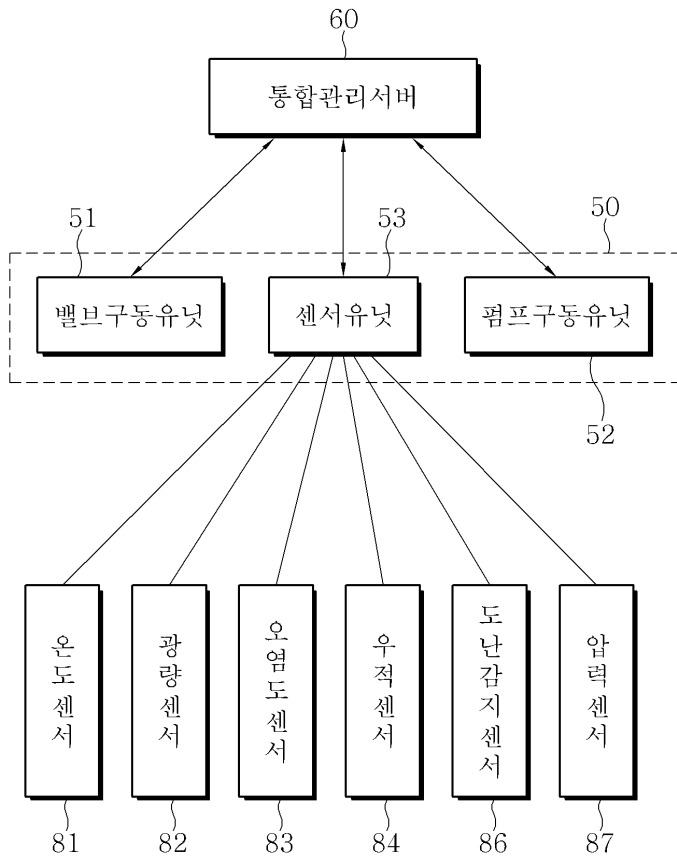 60
통합관리서버
51
53
50
밸브구동유닛
센서유닛
펌프구동유닛
52
온도센서
광량센서
오염도센서
우적센서
도난감지센서
압력센서
81
82
83
84
86
87